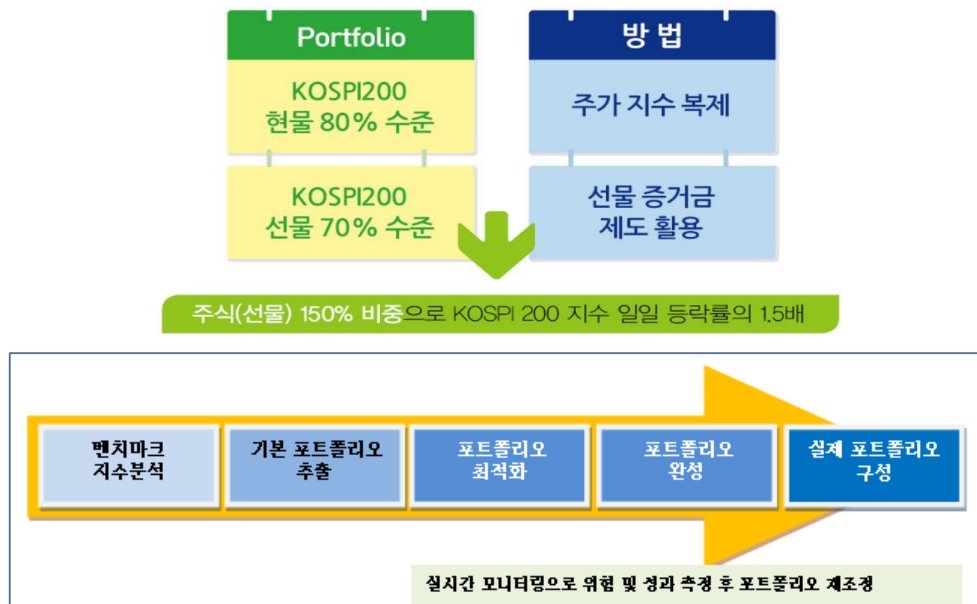 Portfolio
방 법
KOSPI200
현물 80% 수준
주가 지수 복제
KOSPI200
선물 70% 수준
선물 증거금
제도 활용
주식(선물) 150% 비중으로 KOSPI 200 지수 일일 등락률의 1.5배
벤치마크
지수분석
기본 포트폴리오
추출
포트폴리오
최적화
포트폴리오
완성
실제 포트폴리오
구성
실시간 모니터링으로 위험 및 성과 측정 후 포트폴리오 재조정